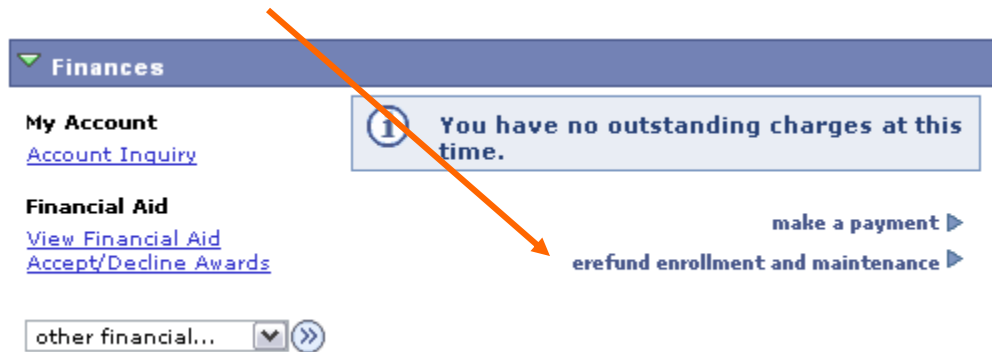 Finances
My Account
Account Inquiry
i You have no outstanding charges at this
time.
Financial Aid
View Financial Aid
Accept/Decline Awards
make a payment
erefund enrollment and maintenance
other financial...